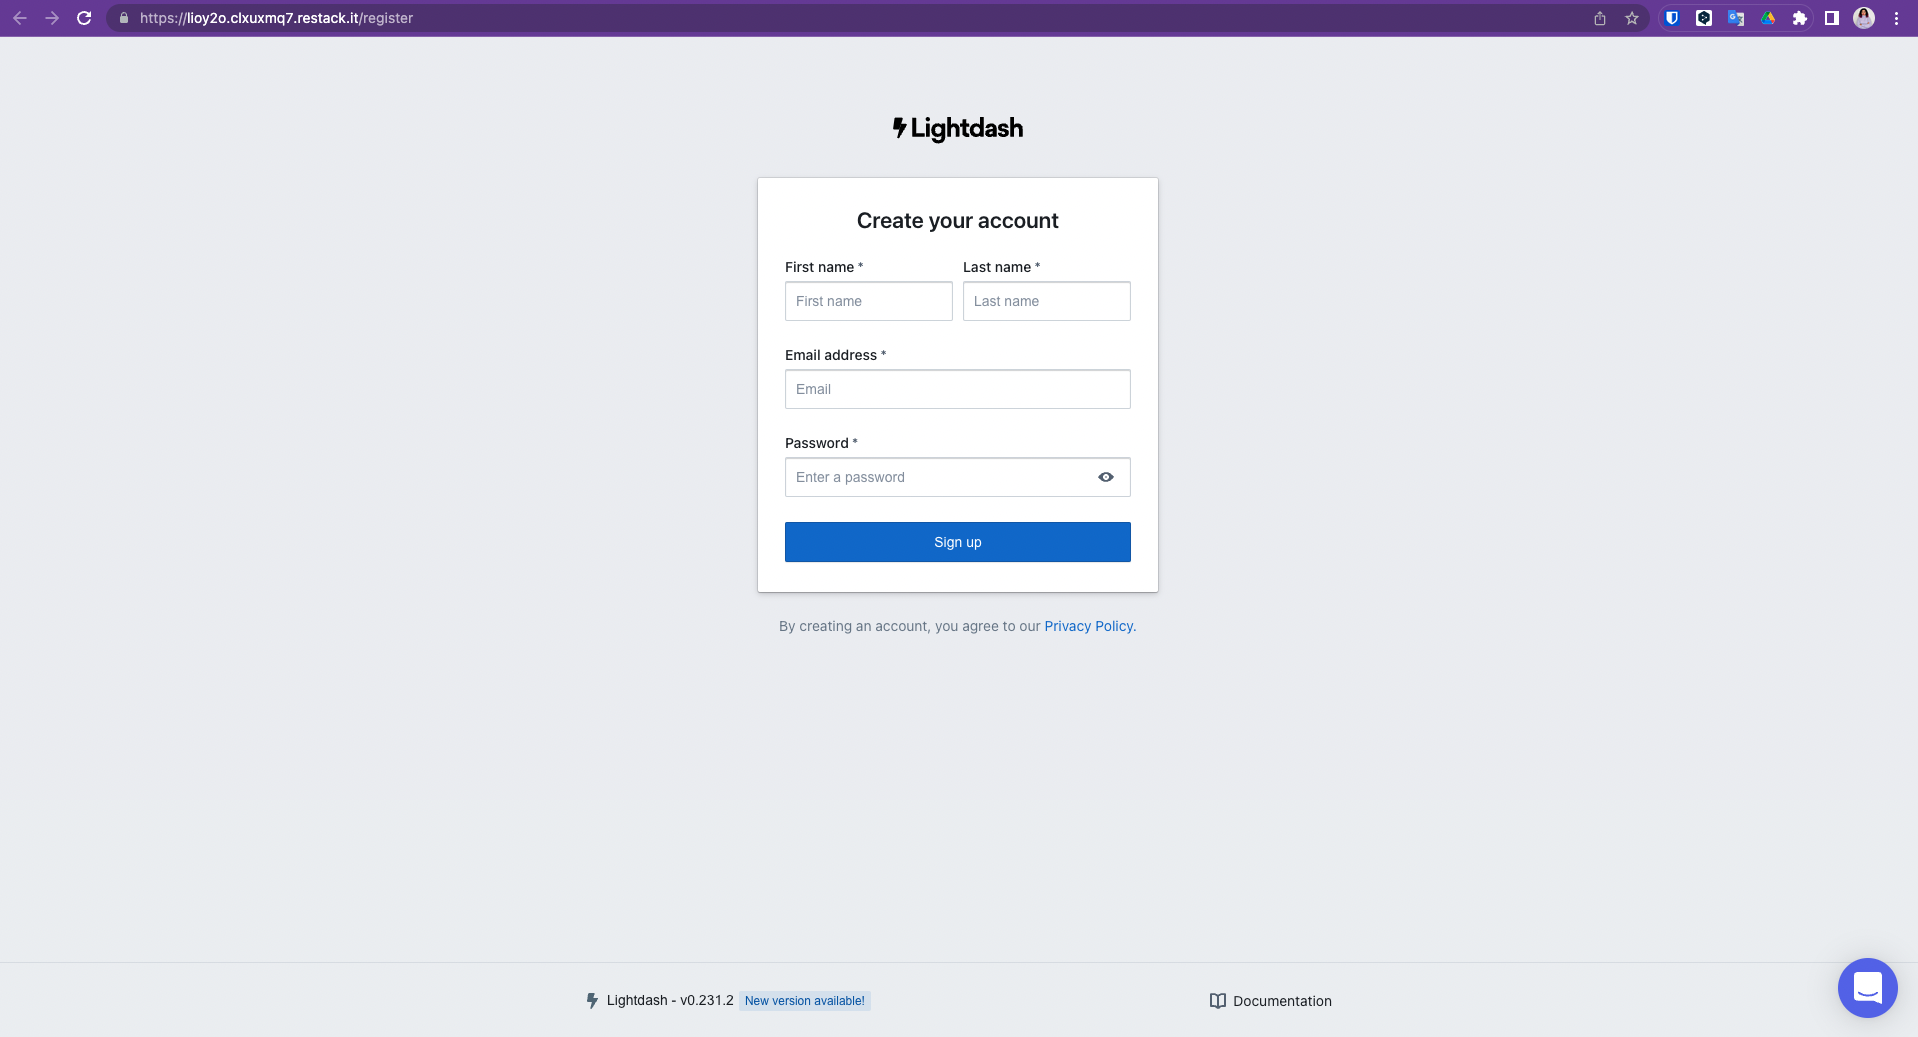 https://lioy2o.clxuxmq7.restack.it/register
Lightdash
Create your account
First name *
Last name *
First name
Last name
Email address *
Email
Password *
Enter a password
Sign up
By creating an account, you agree to our Privacy Policy.
Lightdash - v0.231.2 New version available!
Documentation